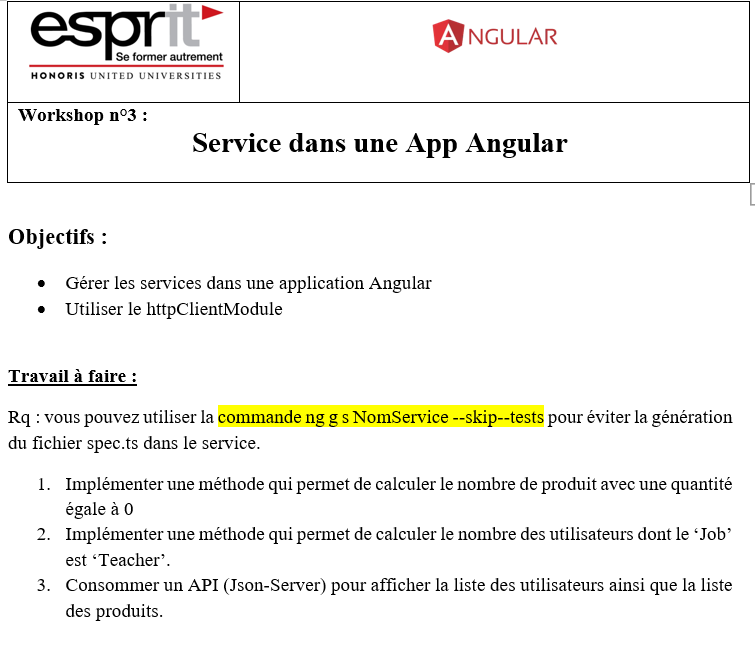 esprit
Se former autrement
HONORIS UNITED UNIVERSITIES
ANGULAR
Workshop n°3 :
Service dans une App Angular
Objectifs :
• Gérer les services dans une application Angular
• Utiliser le httpClientModule
Travail à faire :
Rq : vous pouvez utiliser la commande ng g s NomService --skip--tests pour éviter la génération
du fichier spec.ts dans le service.
1. Implémenter une méthode qui permet de calculer le nombre de produit avec une quantité
égale à 0
2. Implémenter une méthode qui permet de calculer le nombre des utilisateurs dont le ‘Job’
est ‘Teacher’.
3. Consommer un API (Json-Server) pour afficher la liste des utilisateurs ainsi que la liste
des produits.